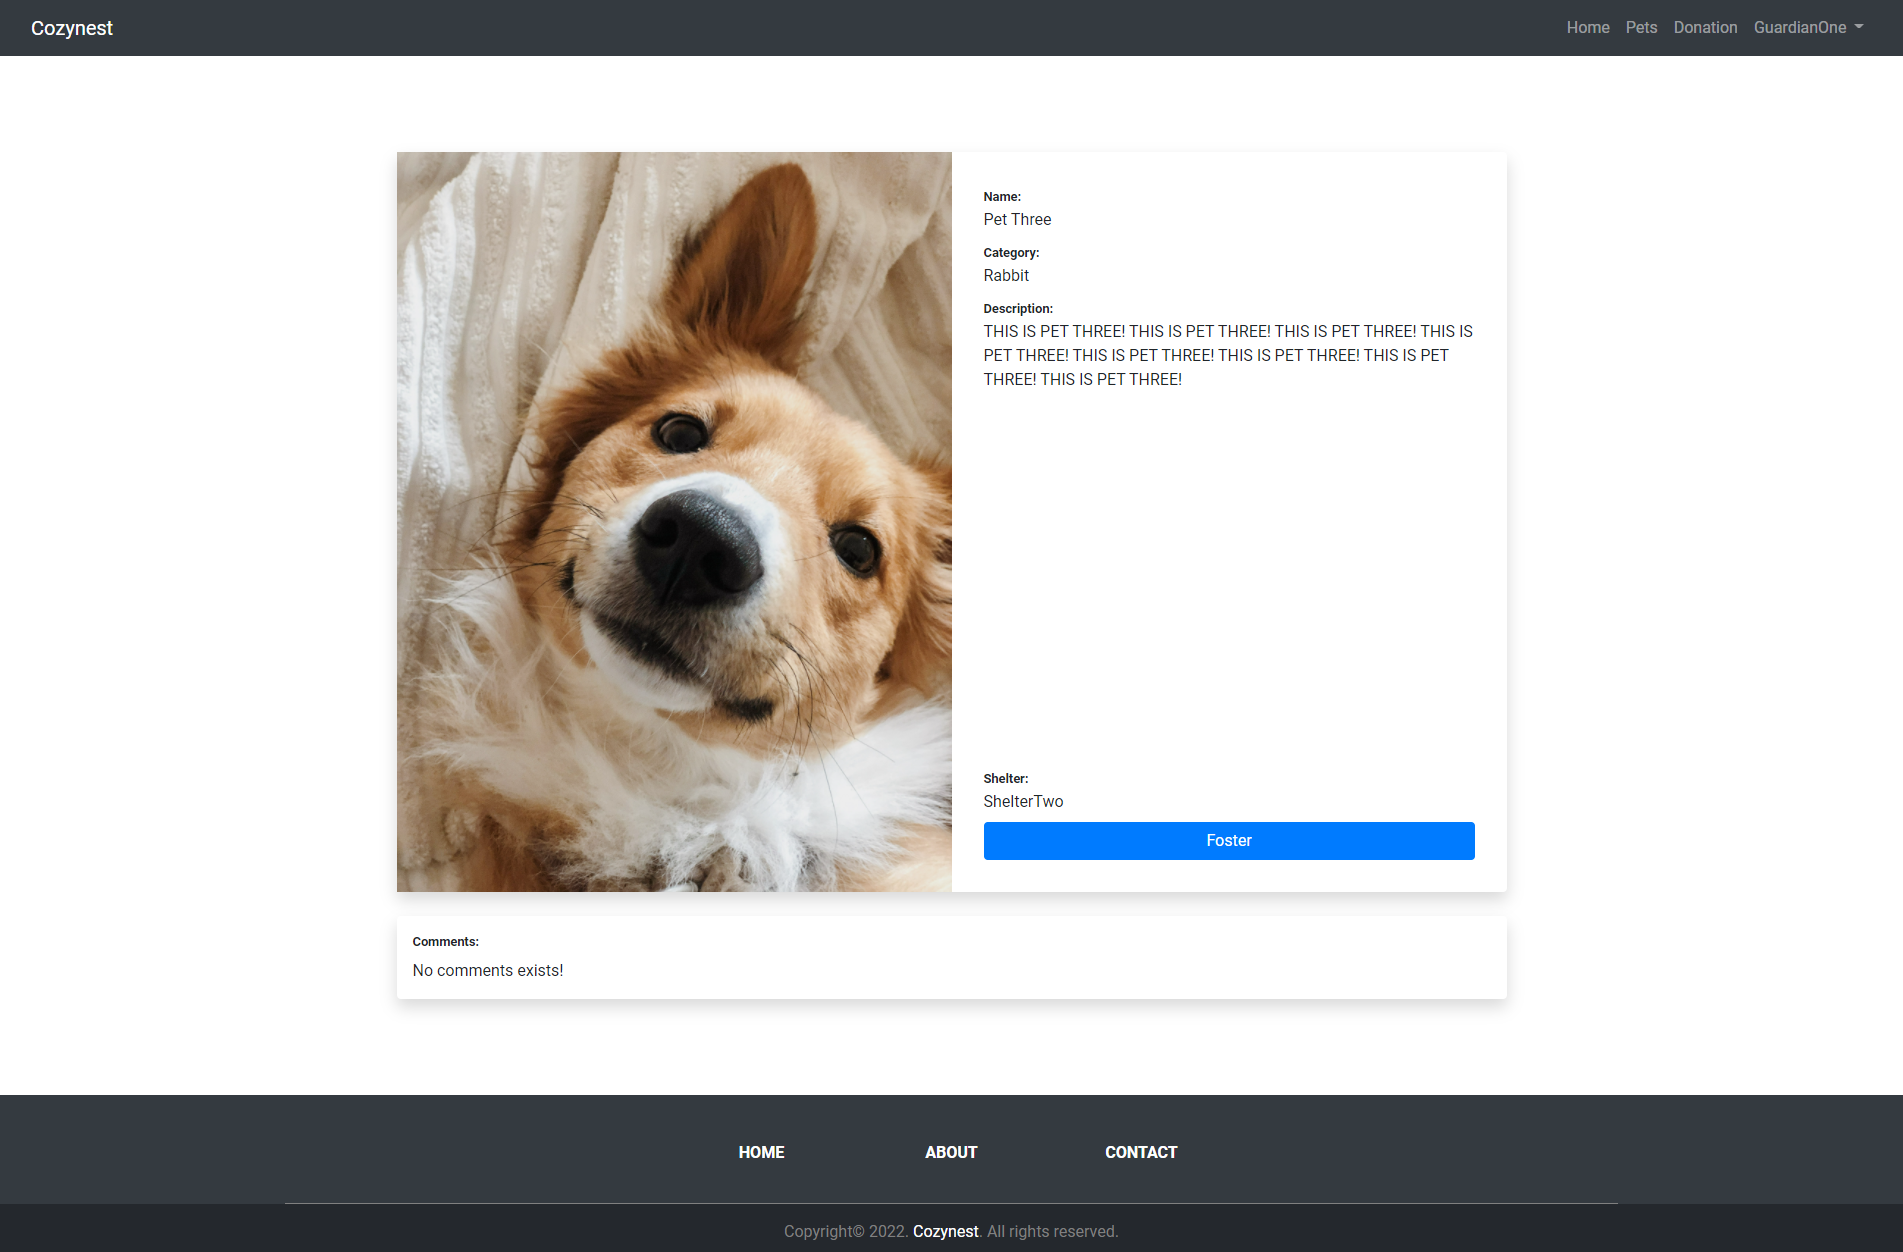 Cozynest
Home Pets Donation GuardianOne
Name:
Pet Three
Category:
Rabbit
Description:
THIS IS PET THREE! THIS IS PET THREE! THIS IS PET THREE! THIS IS
PET THREE! THIS IS PET THREE! THIS IS PET THREE! THIS IS PET
THREE! THIS IS PET THREE!
Shelter:
ShelterTwo
Foster
Comments:
No comments exists!
HOME ABOUT CONTACT
Copyright© 2022. Cozynest. All rights reserved.